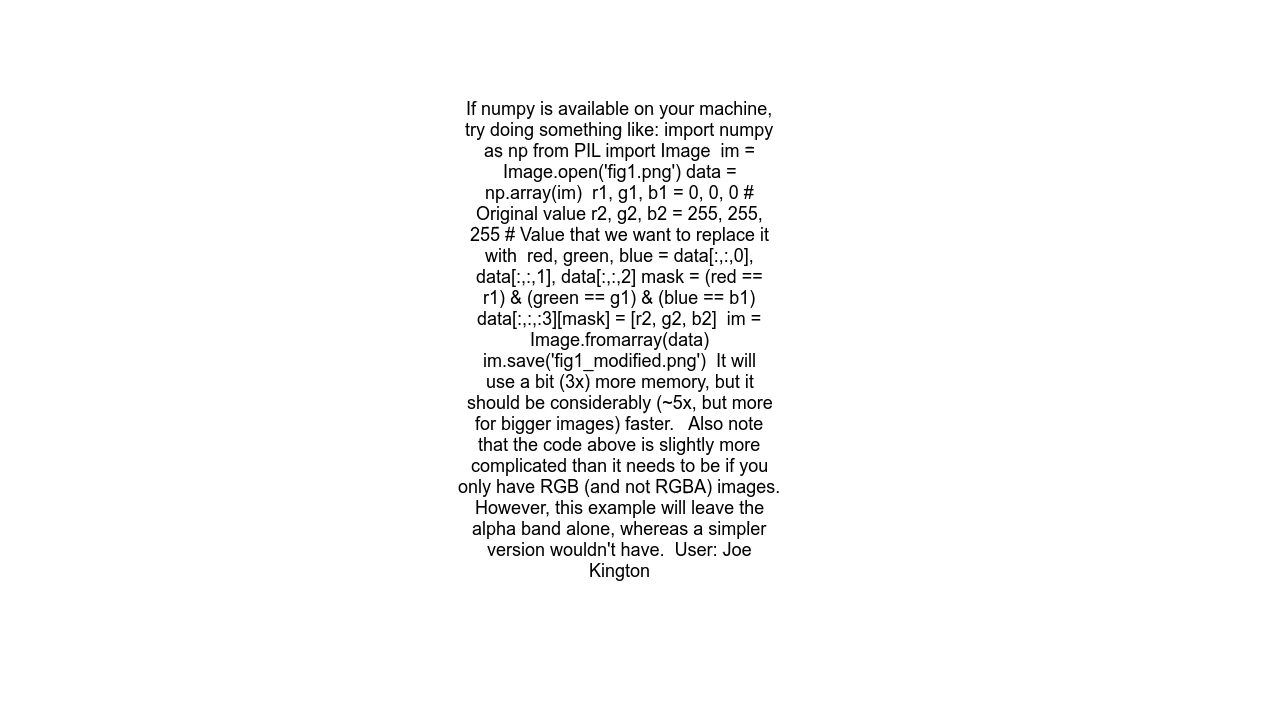 If numpy is available on your machine,
try doing something like: import numpy
as np from PIL import Image  im =
Image.open('fig1.png') data =
np.array(im)  r1, g1, b1 = 0, 0, 0 #
Original value r2, g2, b2 = 255, 255,
255 # Value that we want to replace it
with  red, green, blue = data[:,:,0],
data[:,:,1], data[:,:,2] mask = (red ==
r1) & (green == g1) & (blue == b1)
data[:,:,:3][mask] = [r2, g2, b2]  im =
Image.fromarray(data)
im.save('fig1_modified.png')  It will
use a bit (3x) more memory, but it
should be considerably (~5x, but more
for bigger images) faster.   Also note
that the code above is slightly more
complicated than it needs to be if you
only have RGB (and not RGBA) images.
However, this example will leave the
alpha band alone, whereas a simpler
version wouldn't have.  User: Joe
Kington